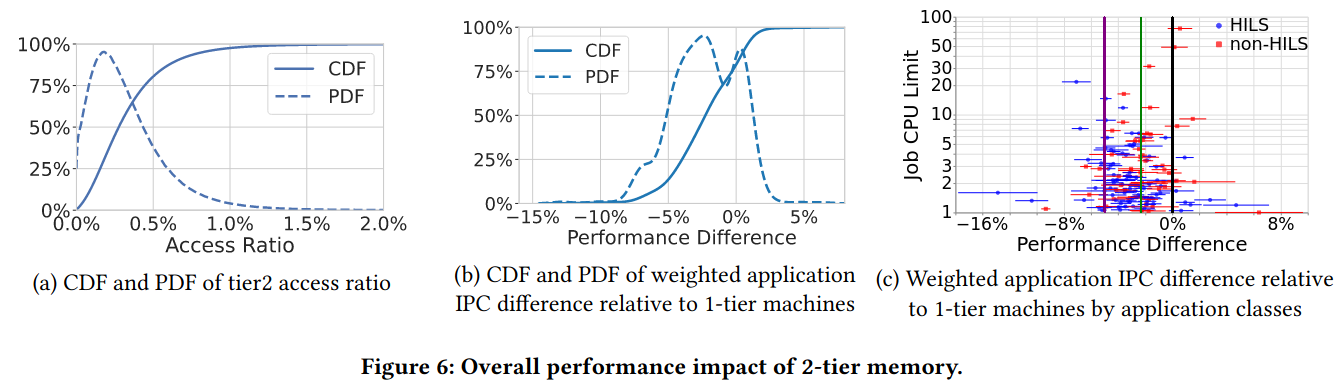 100%
75%
50%
25%
0%
0.0% 0.5% 1.0% 1.5% 2.0%
Access Ratio
CDF
PDF
(a) CDF and PDF of tier2 access ratio
100%
75%
50%
25%
0%
−15% −10% −5% 0% 5%
Performance Difference
CDF
PDF
(b) CDF and PDF of weighted application
IPC difference relative to 1-tier machines
Job CPU Limit
100
50
30
20
10
5
3
2
1
−16% −8% 0% 8%
Performance Difference
HILS
non-HILS
(c) Weighted application IPC difference relative
to 1-tier machines by application classes
Figure 6: Overall performance impact of 2-tier memory.